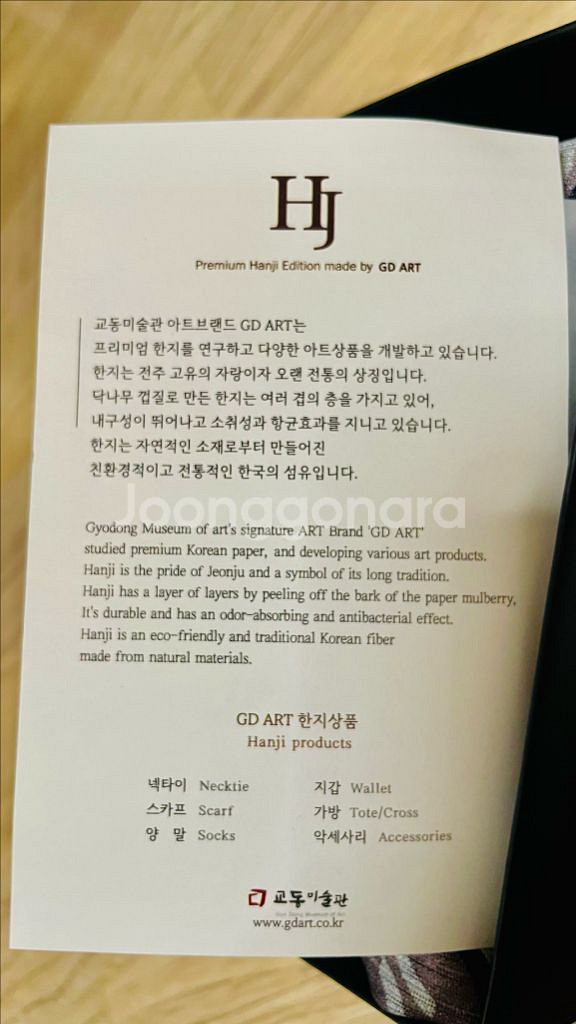 HJ
Premium Hanji Edition made by GD ART
교동미술관 아트브랜드 GD ART는
프리미엄 한지를 연구하고 다양한 아트상품을 개발하고 있습니다.
한지는 전주 고유의 자랑이자 오랜 전통의 상징입니다.
닥나무 껍질로 만든 한지는 여러 겹의 층을 가지고 있어,
내구성이 뛰어나고 소취성과 항균효과를 지니고 있습니다.
한지는 자연적인 소재로부터 만들어진
친환경적이고 전통적인 한국의 섬유입니다.
Joonggonara
Gyodong Museum of art's signature ART Brand 'GD ART'
studied premium Korean paper, and developing various art products.
Hanji is the pride of Jeonju and a symbol of its long tradition.
Hanji has a layer of layers by peeling off the bark of the paper mulberry,
It's durable and has an odor-absorbing and antibacterial effect.
Hanji is an eco-friendly and traditional Korean fiber
made from natural materials.
GD ART 한지상품
Hanji products
넥타이 Necktie 지갑 Wallet
스카프 Scarf 가방 Tote/Cross
양 말 Socks 악세사리 Accessories
교동미술관
www.gdart.co.kr